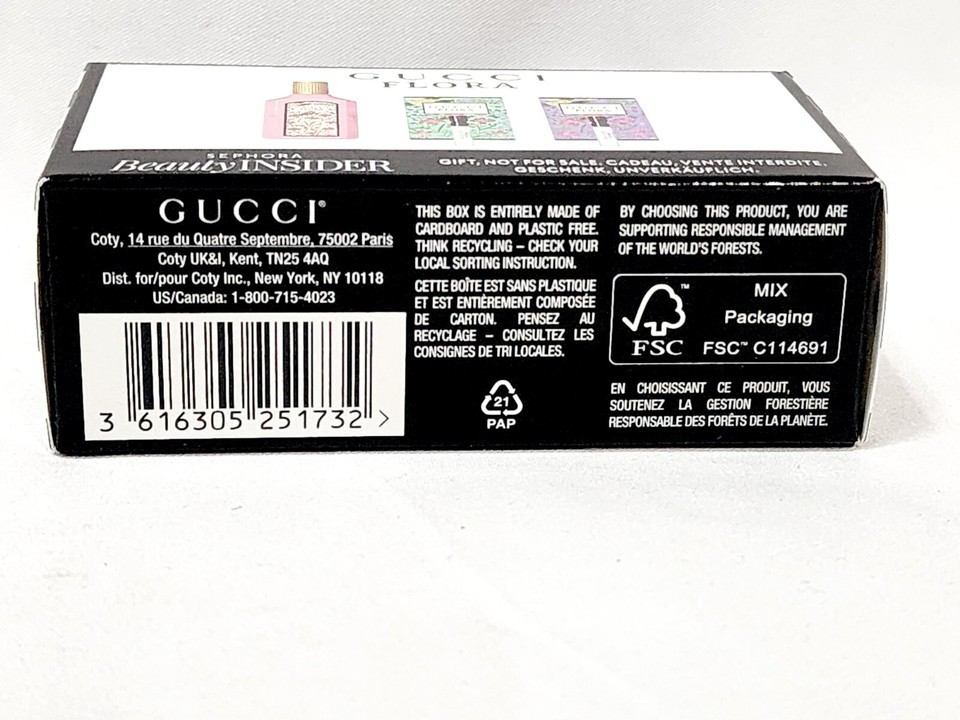 GUCCI
FLORA
SEPHORA
Beauty INSIDER
GIFT, NOT FOR SALE. CADEAU, VENTE INTERDITE.
GESCHENK, UNVERKÄUFLICH.
GUCCI®
Coty, 14 rue du Quatre Septembre, 75002 Paris
Coty UK&I, Kent, TN25 4AQ
Dist. for/pour Coty Inc., New York, NY 10118
US/Canada: 1-800-715-4023
3 616305 251732 >
THIS BOX IS ENTIRELY MADE OF
CARDBOARD AND PLASTIC FREE.
THINK RECYCLING – CHECK YOUR
LOCAL SORTING INSTRUCTION.
CETTE BOÎTE EST SANS PLASTIQUE
ET EST ENTIÈREMENT COMPOSÉE
DE CARTON. PENSEZ AU
RECYCLAGE – CONSULTEZ LES
CONSIGNES DE TRI LOCALES.
21
PAP
BY CHOOSING THIS PRODUCT, YOU ARE
SUPPORTING RESPONSIBLE MANAGEMENT
OF THE WORLD'S FORESTS.
™
FSC
MIX
Packaging
FSC™ C114691
EN CHOISISSANT CE PRODUIT, VOUS
SOUTENEZ LA GESTION FORESTIÈRE
RESPONSABLE DES FORÊTS DE LA PLANÈTE.